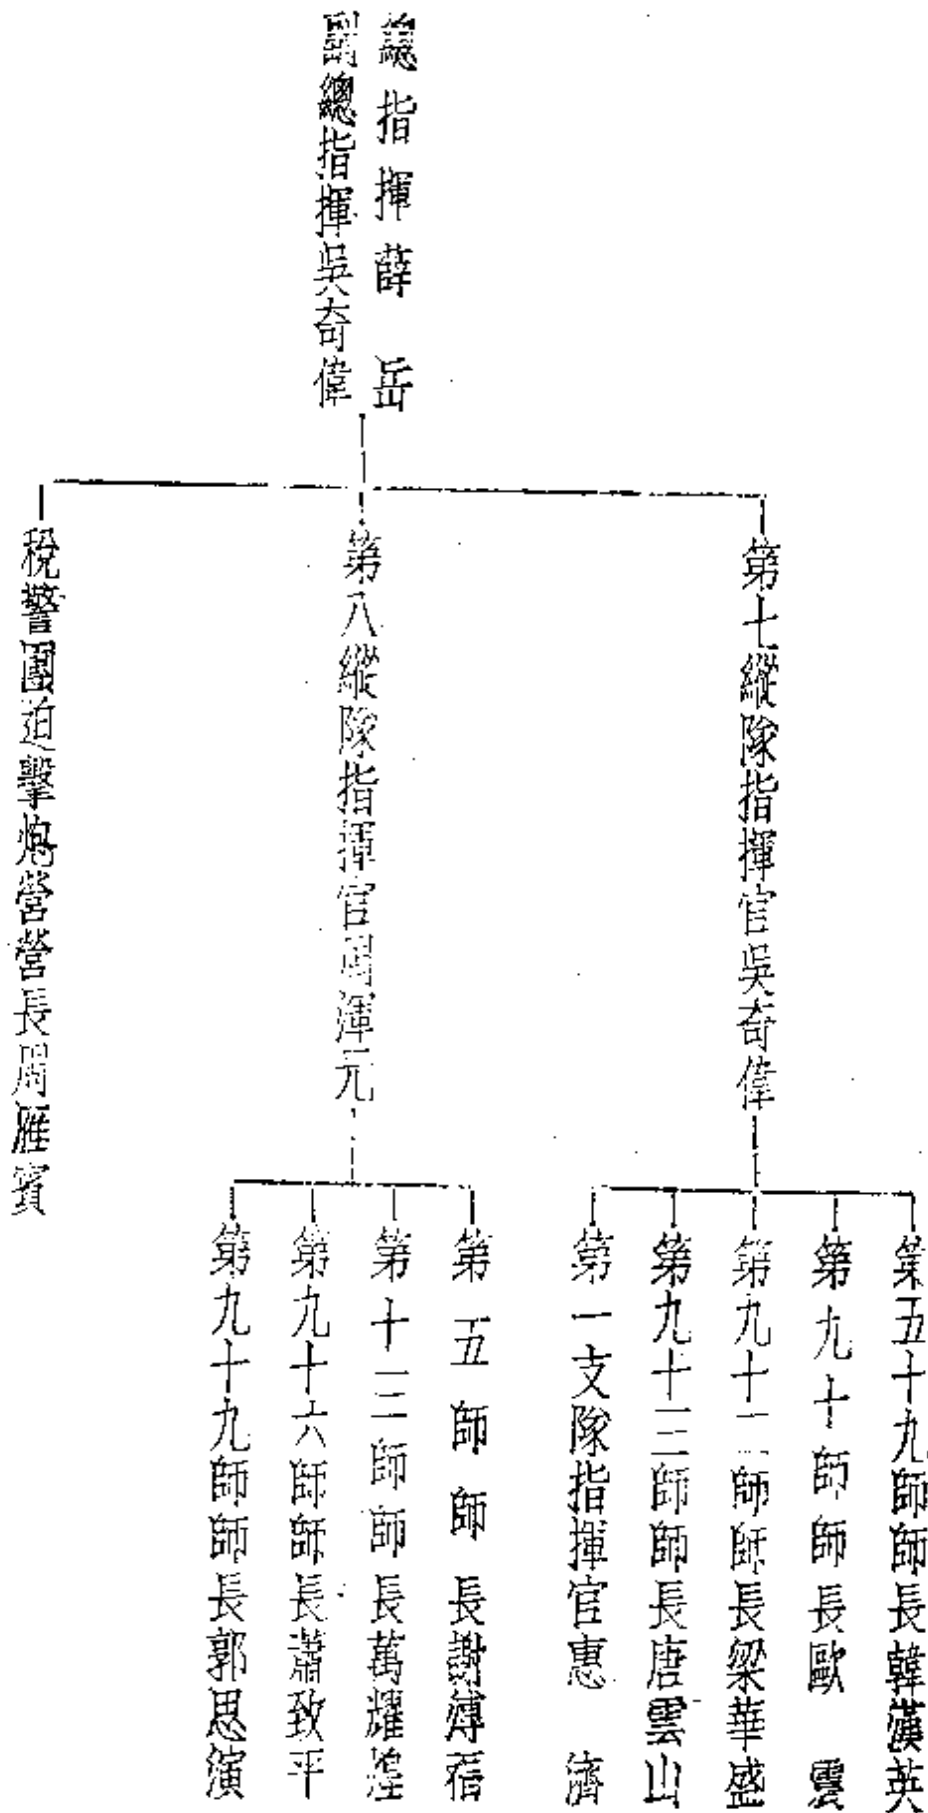 總指揮薛岳
副總指揮吳奇偉
第七縱隊指揮官吳奇偉
第五十九師師長韓漢英
第九十師師長歐震
第九十二師師長梁華盛
第九十三師師長唐雲山
第一支隊指揮官惠濟
第八縱隊指揮官周渾元
第五師師長謝溥福
第十三師師長萬耀煌
第九十六師師長蕭致平
第九十九師師長郭思演
稅警團迫擊炮營營長周雁賓